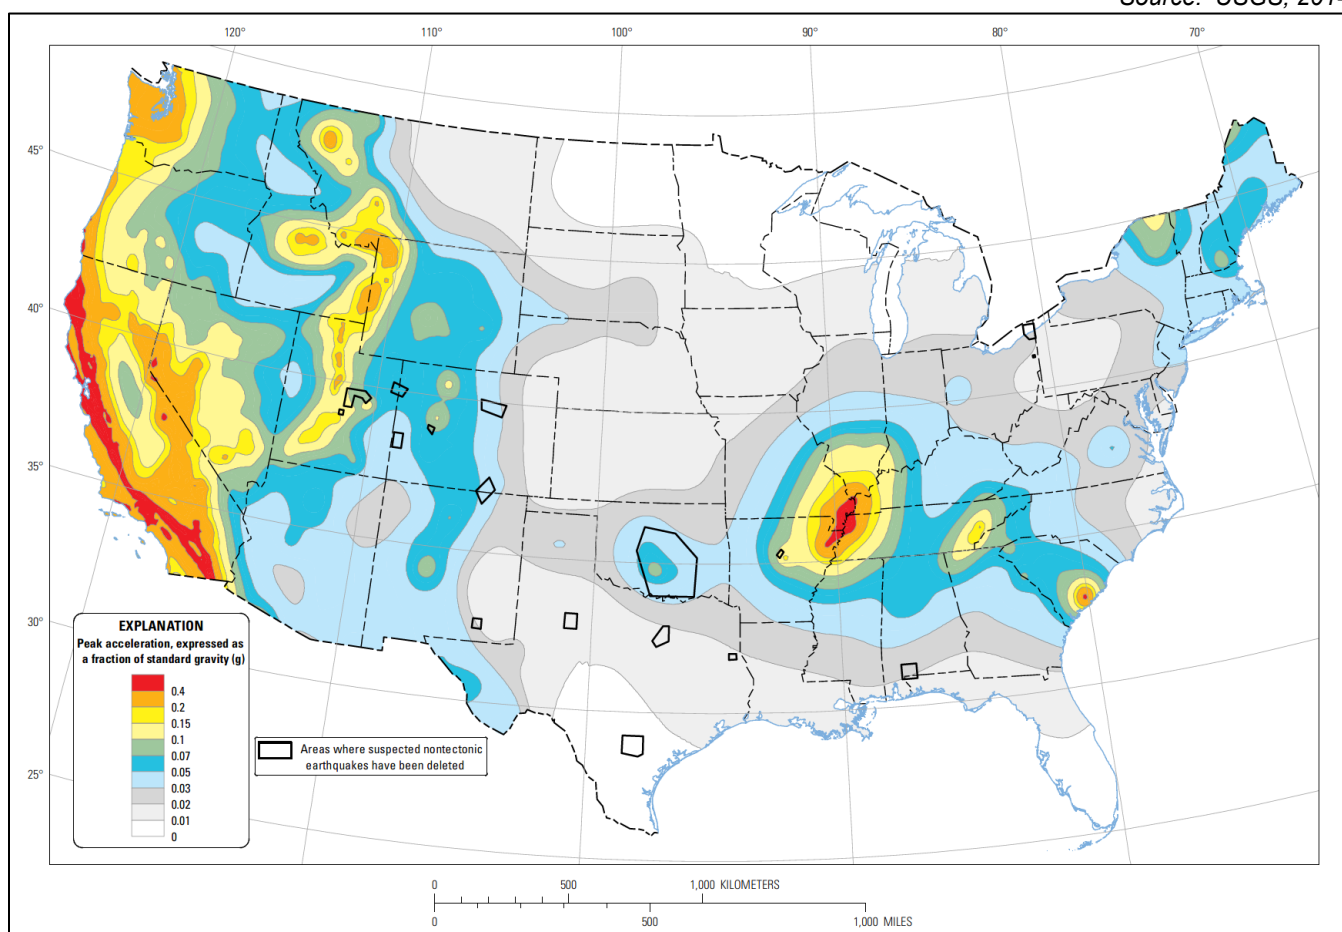 Source: USGS, 201
120°
110°
100°
90°
80°
70°
45°
40°
35°
30°
25°
EXPLANATION
Peak acceleration, expressed as
a fraction of standard gravity (g)
0.4
0.2
0.15
0.1
0.07
0.05
0.03
0.02
0.01
0
Areas where suspected nontectonic
earthquakes have been deleted
0 500 1,000 KILOMETERS
0 500 1,000 MILES